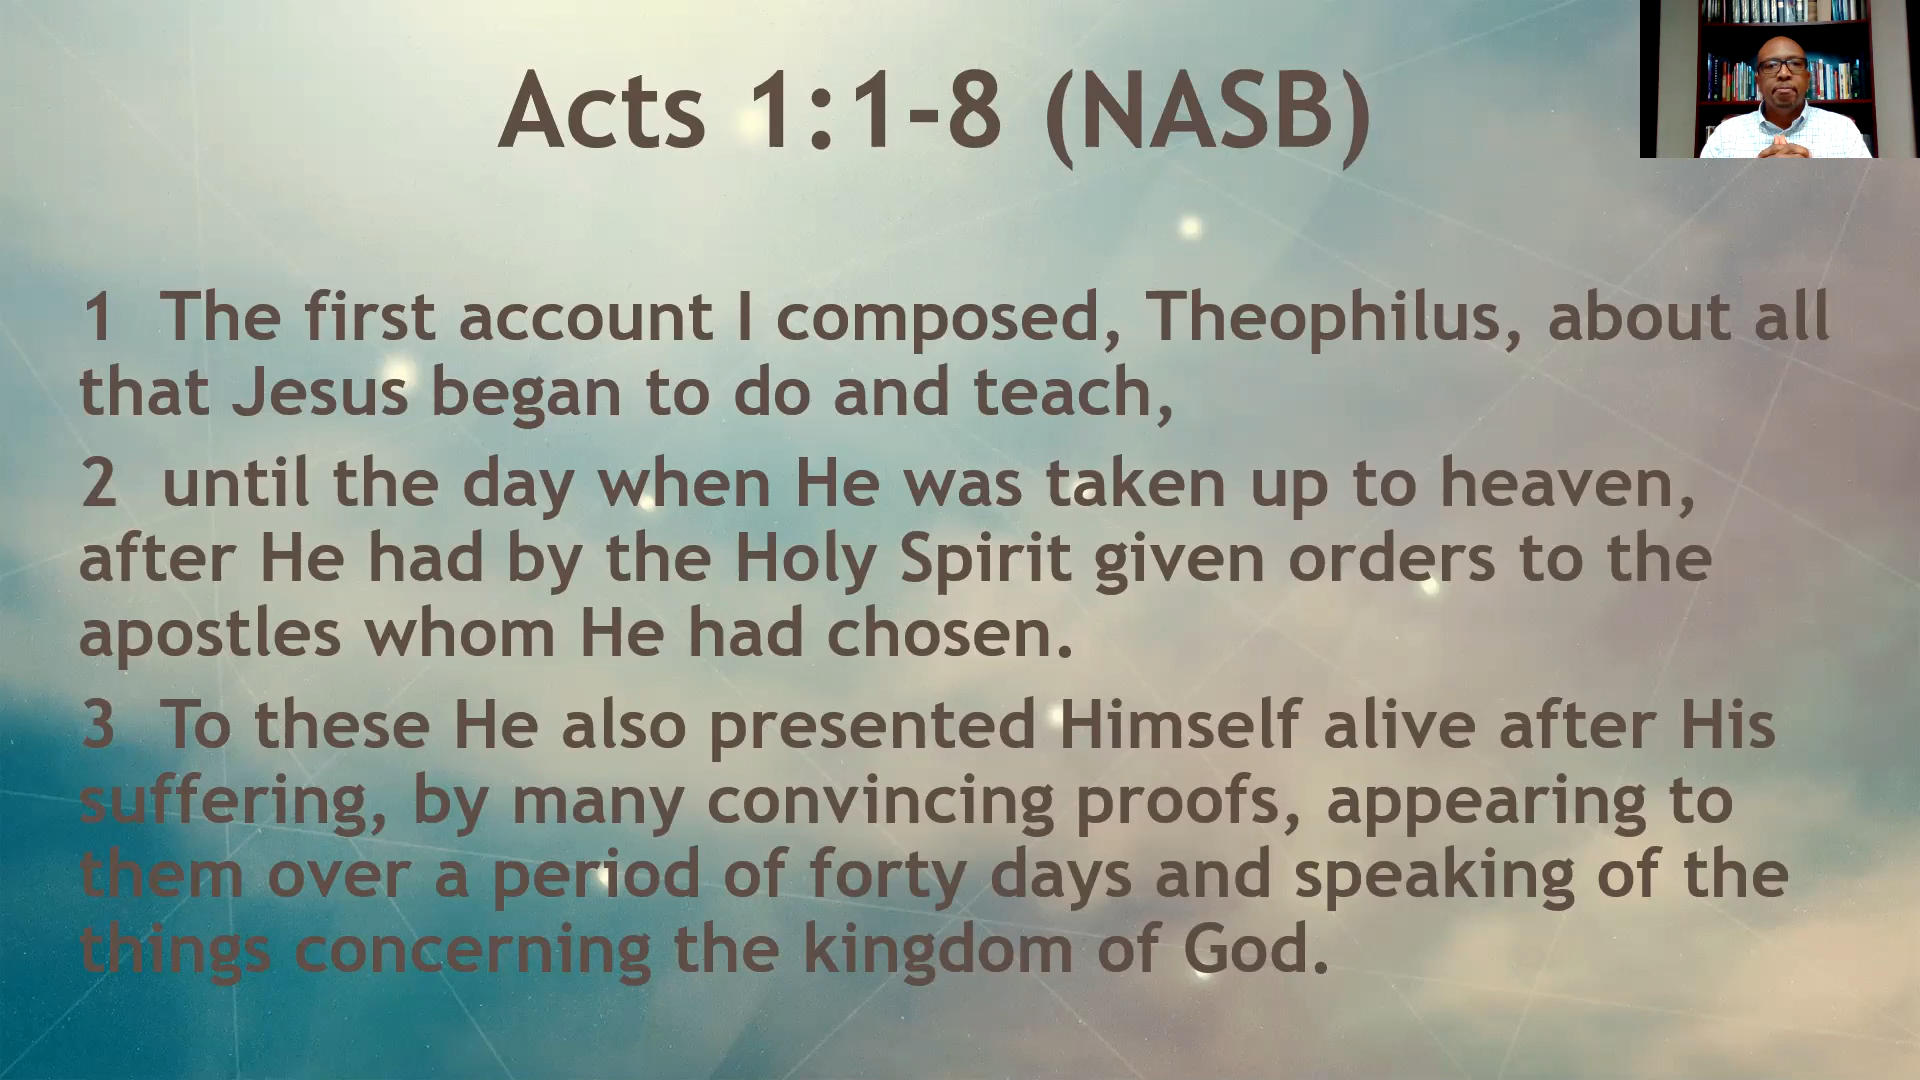 Acts 1:1-8 (NASB)
1 The first account I composed, Theophilus, about all
that Jesus began to do and teach,
2 until the day when He was taken up to heaven,
after He had by the Holy Spirit given orders to the
apostles whom He had chosen.
3 To these He also presented Himself alive after His
suffering, by many convincing proofs, appearing to
them over a period of forty days and speaking of the
things concerning the kingdom of God.